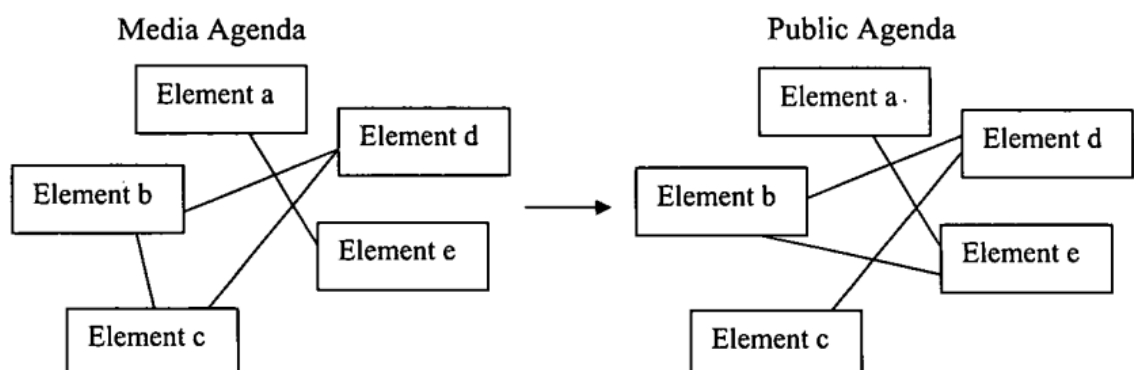 Media Agenda
Element a
Element d
Element b
Element e
Element c
Public Agenda
Element a
Element d
Element b
Element e
Element c